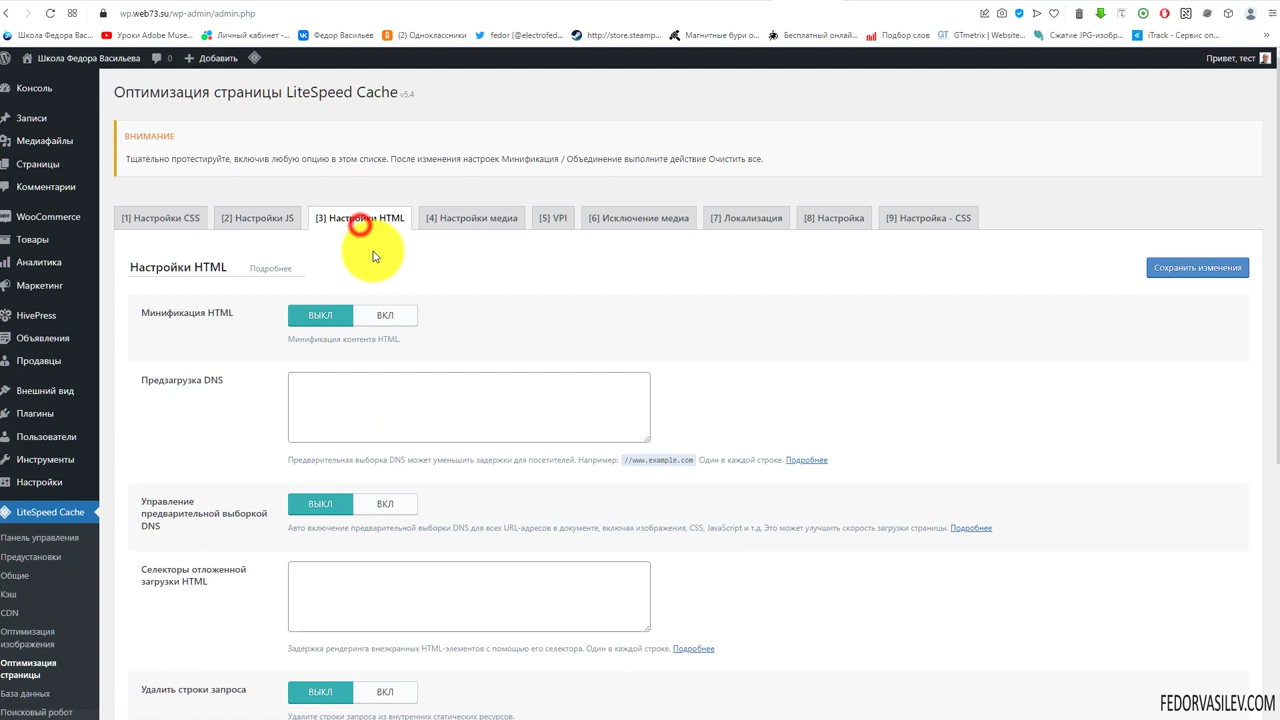 wp.web73.su/wp-admin/admin.php
Школа Федора Вас...
Уроки Adobe Muse...
Личный кабинет -...
Федор Васильев
(2) Одноклассники
fedor (@electrofed...
http://store.steamp...
Магнитные бури о...
Бесплатный онлай...
Подбор слов
GTmetrix | Website...
Сжатие JPG-изобр...
iTrack - Сервис оп...
Школа Федора Васильева
0
Добавить
Привет, тест
Консоль
Записи
Медиафайлы
Страницы
Комментарии
WooCommerce
Товары
Аналитика
Маркетинг
HivePress
Объявления
Продавцы
Внешний вид
Плагины
Пользователи
Инструменты
Настройки
LiteSpeed Cache
Панель управления
Предустановки
Общие
Кэш
CDN
Оптимизация
изображения
Оптимизация
страницы
База данных
Поисковый робот
Оптимизация страницы LiteSpeed Cache v5.4
ВНИМАНИЕ
Тщательно протестируйте, включив любую опцию в этом списке. После изменения настроек Минификация / Объединение выполните действие Очистить все.
[1] Настройки CSS
[2] Настройки JS
[3] Настройки HTML
[4] Настройки медиа
[5] VPI
[6] Исключение медиа
[7] Локализация
[8] Настройка
[9] Настройка - CSS
Настройки HTML
Подробнее
Сохранить изменения
Минификация HTML
ВЫКЛ
ВКЛ
Минификация контента HTML.
Предзагрузка DNS
Предварительная выборка DNS может уменьшить задержки для посетителей. Например: //www.example.com Один в каждой строке. Подробнее
Управление
предварительной выборкой
DNS
ВЫКЛ
ВКЛ
Авто включение предварительной выборки DNS для всех URL-адресов в документе, включая изображения, CSS, JavaScript и т.д. Это может улучшить скорость загрузки страницы. Подробнее
Селекторы отложенной
загрузки HTML
Задержка рендеринга внеэкранных HTML-элементов с помощью его селектора. Один в каждой строке. Подробнее
Удалить строки запроса
ВЫКЛ
ВКЛ
Удалите строки запроса из внутренних статических ресурсов.
FEDORVASILEV.COM